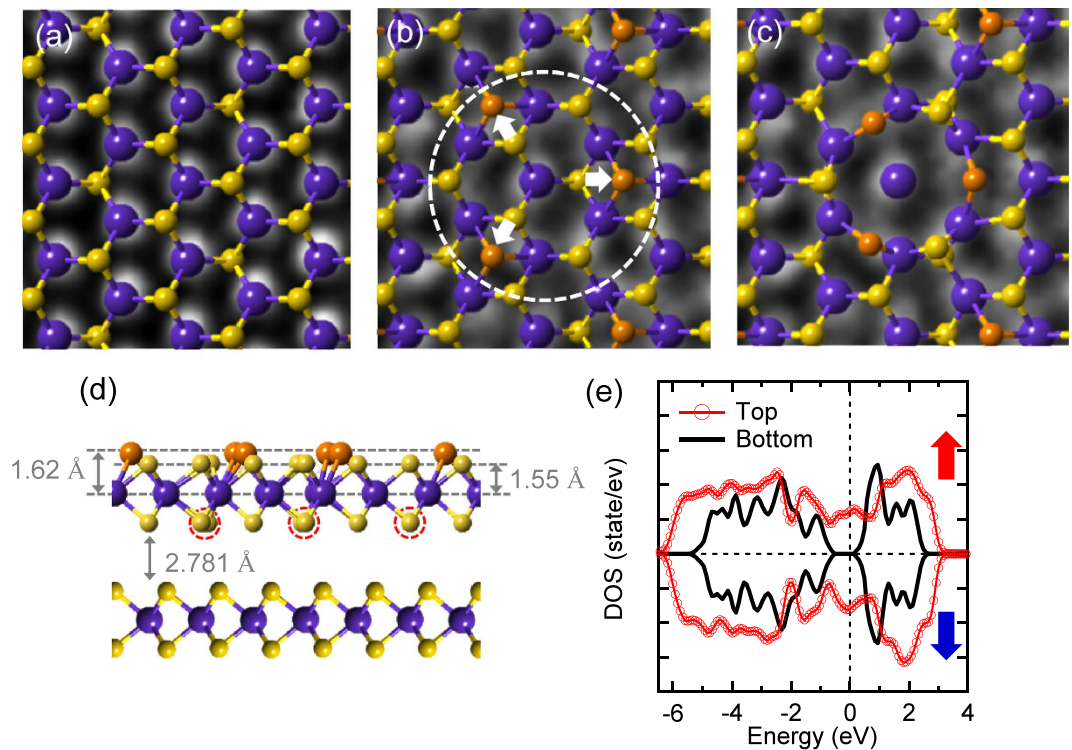 (a)
(b)
(c)
(d)
1.62 Å
1.55 Å
2.781 Å
(e)
Top
Bottom
DOS (state/ev)
-6 -4 -2 0 2 4
Energy (eV)